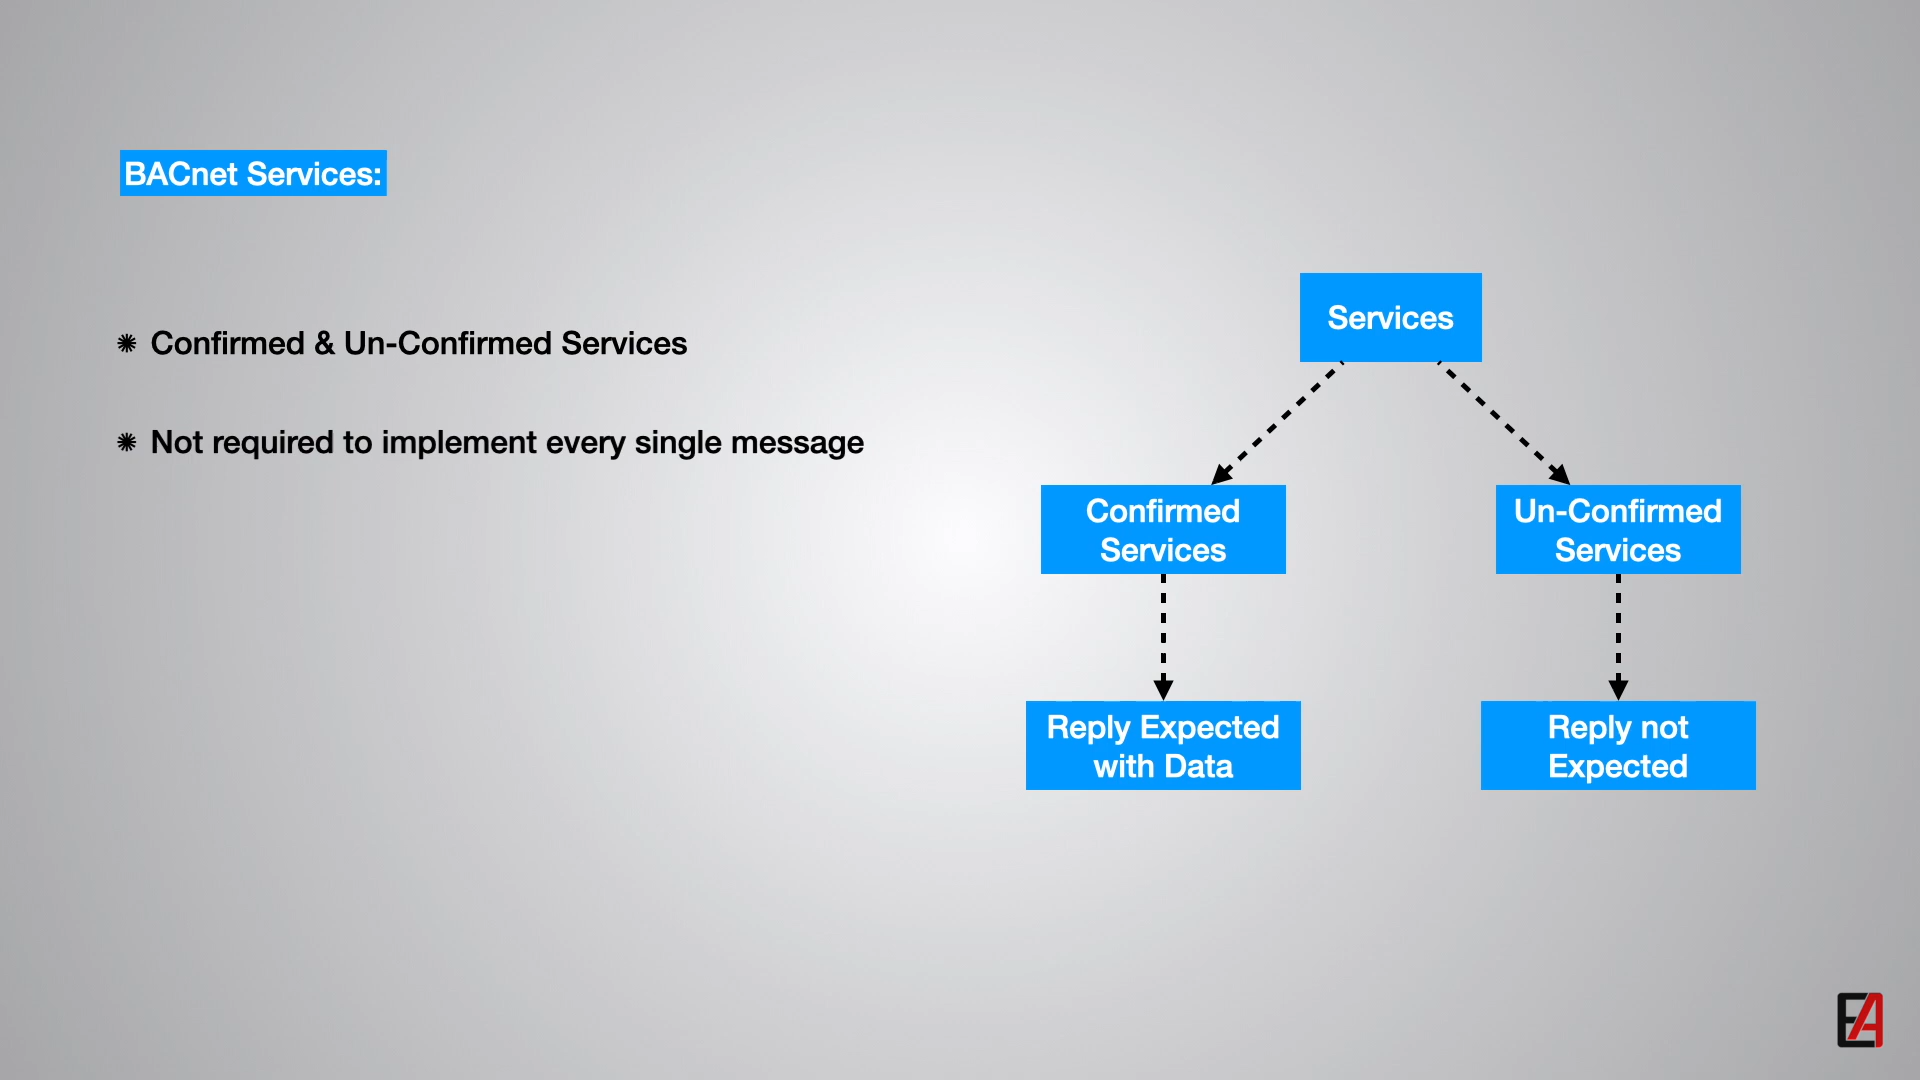 BACnet Services:
Confirmed & Un-Confirmed Services
Not required to implement every single message
Services
Confirmed
Services
Un-Confirmed
Services
Reply Expected
with Data
Reply not
Expected
EA